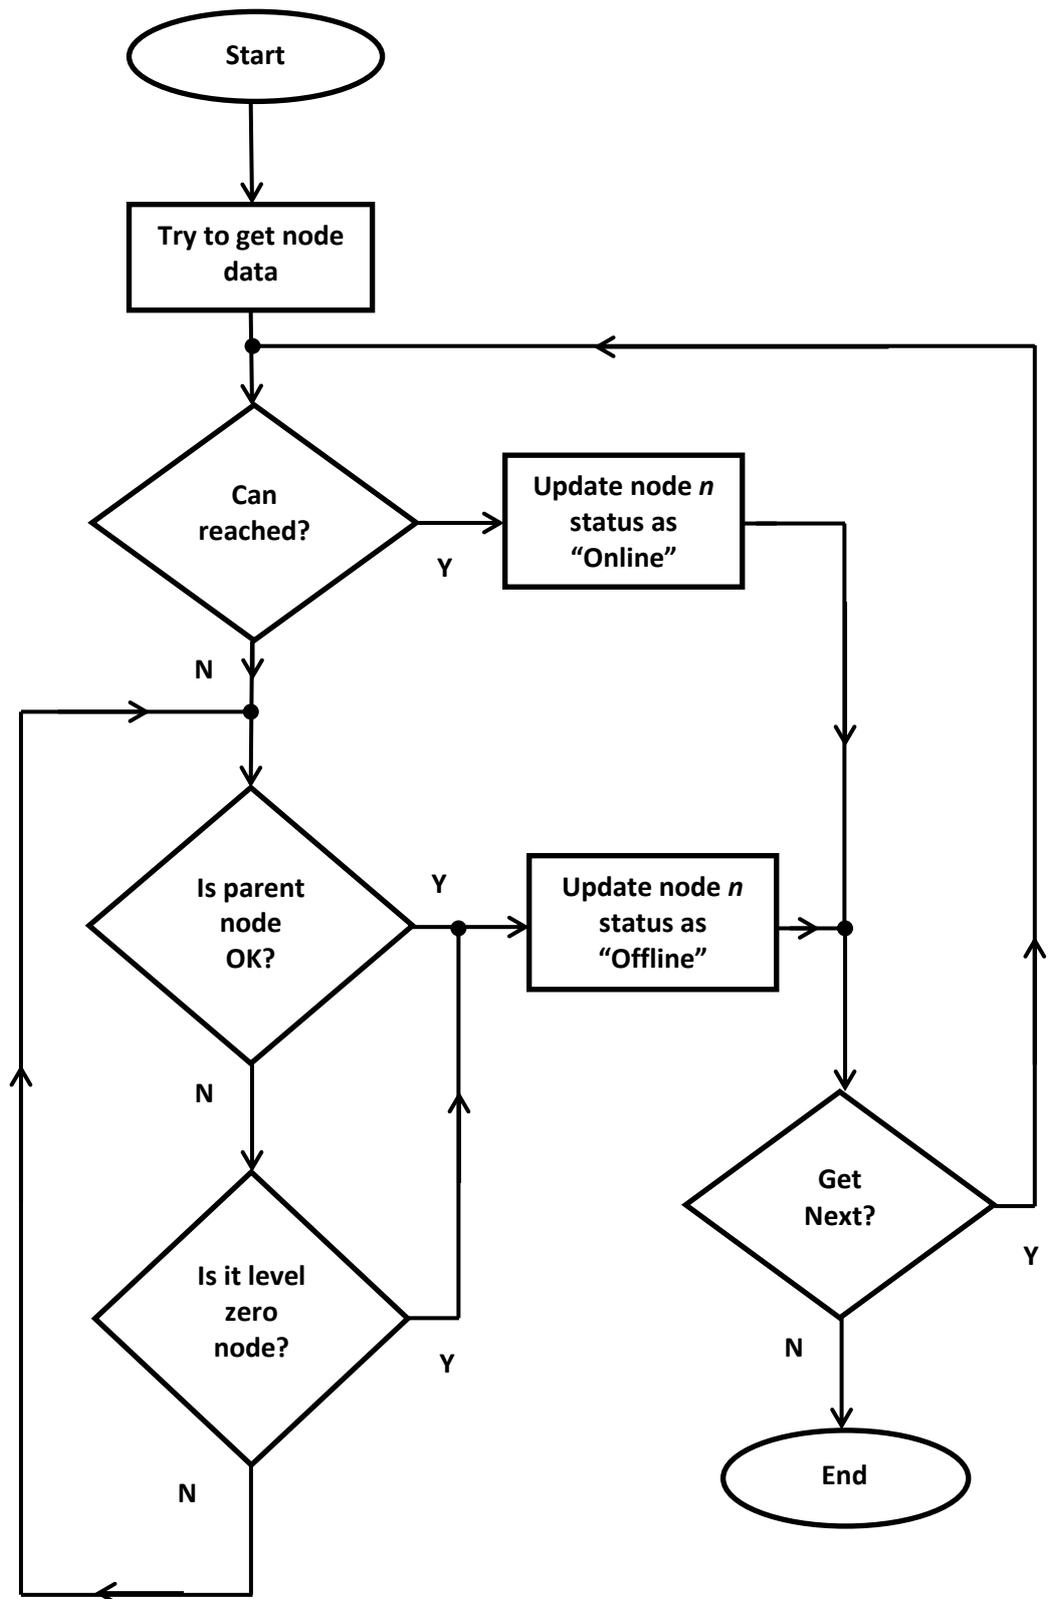 Start
Try to get node
data
Can
reached?
Y
Update node n
status as
“Online”
N
Is parent
node
OK?
Y
Update node n
status as
“Offline”
N
Is it level
zero
node?
Y
N
Get
Next?
Y
N
End